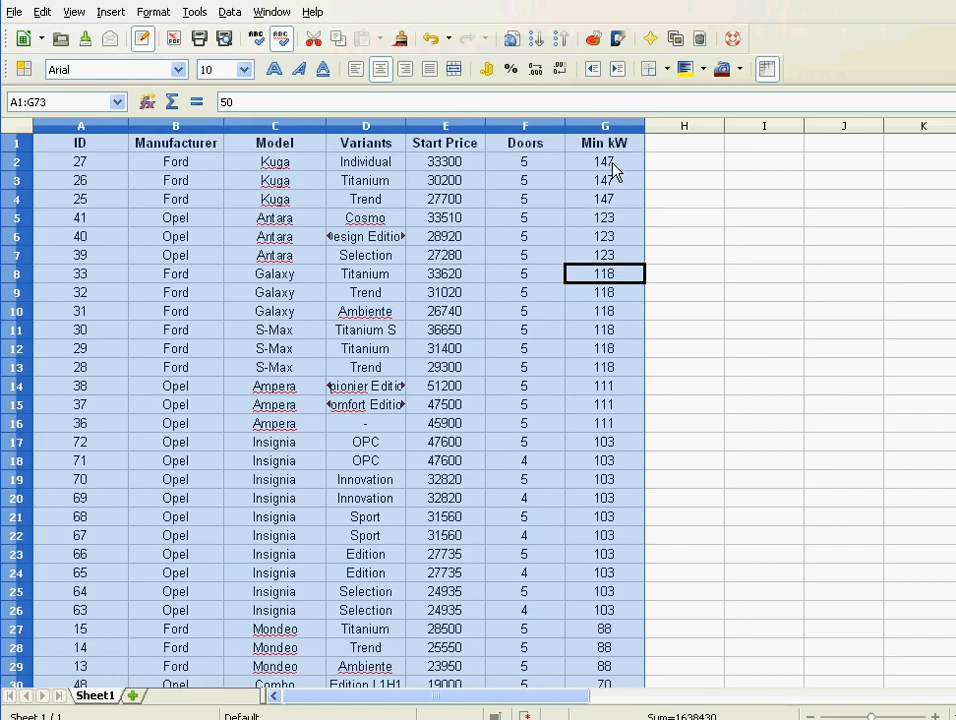 File Edit View Insert Format Tools Data Window Help
ABC ABC
Arial 10 %
A1:G73 50
A B C D E F G H I J K
1 ID Manufacturer Model Variants Start Price Doors Min kW
2 27 Ford Kuga Individual 33300 5 147
3 26 Ford Kuga Titanium 30200 5 147
4 25 Ford Kuga Trend 27700 5 147
5 41 Opel Antara Cosmo 33510 5 123
6 40 Opel Antara esign Editio 28920 5 123
7 39 Opel Antara Selection 27280 5 123
8 33 Ford Galaxy Titanium 33620 5 118
9 32 Ford Galaxy Trend 31020 5 118
10 31 Ford Galaxy Ambiente 26740 5 118
11 30 Ford S-Max Titanium S 36650 5 118
12 29 Ford S-Max Titanium 31400 5 118
13 28 Ford S-Max Trend 29300 5 118
14 38 Opel Ampera pionier Editic 51200 5 111
15 37 Opel Ampera omfort Editio 47500 5 111
16 36 Opel Ampera - 45900 5 111
17 72 Opel Insignia OPC 47600 5 103
18 71 Opel Insignia OPC 47600 4 103
19 70 Opel Insignia Innovation 32820 5 103
20 69 Opel Insignia Innovation 32820 4 103
21 68 Opel Insignia Sport 31560 5 103
22 67 Opel Insignia Sport 31560 4 103
23 66 Opel Insignia Edition 27735 5 103
24 65 Opel Insignia Edition 27735 4 103
25 64 Opel Insignia Selection 24935 5 103
26 63 Opel Insignia Selection 24935 4 103
27 15 Ford Mondeo Titanium 28500 5 88
28 14 Ford Mondeo Trend 25550 5 88
29 13 Ford Mondeo Ambiente 23950 5 88
30 48 Opel Combo Edition L1H1 19000 5 70
Sheet1
Sheet 1 / 1 Default Sum=1638430